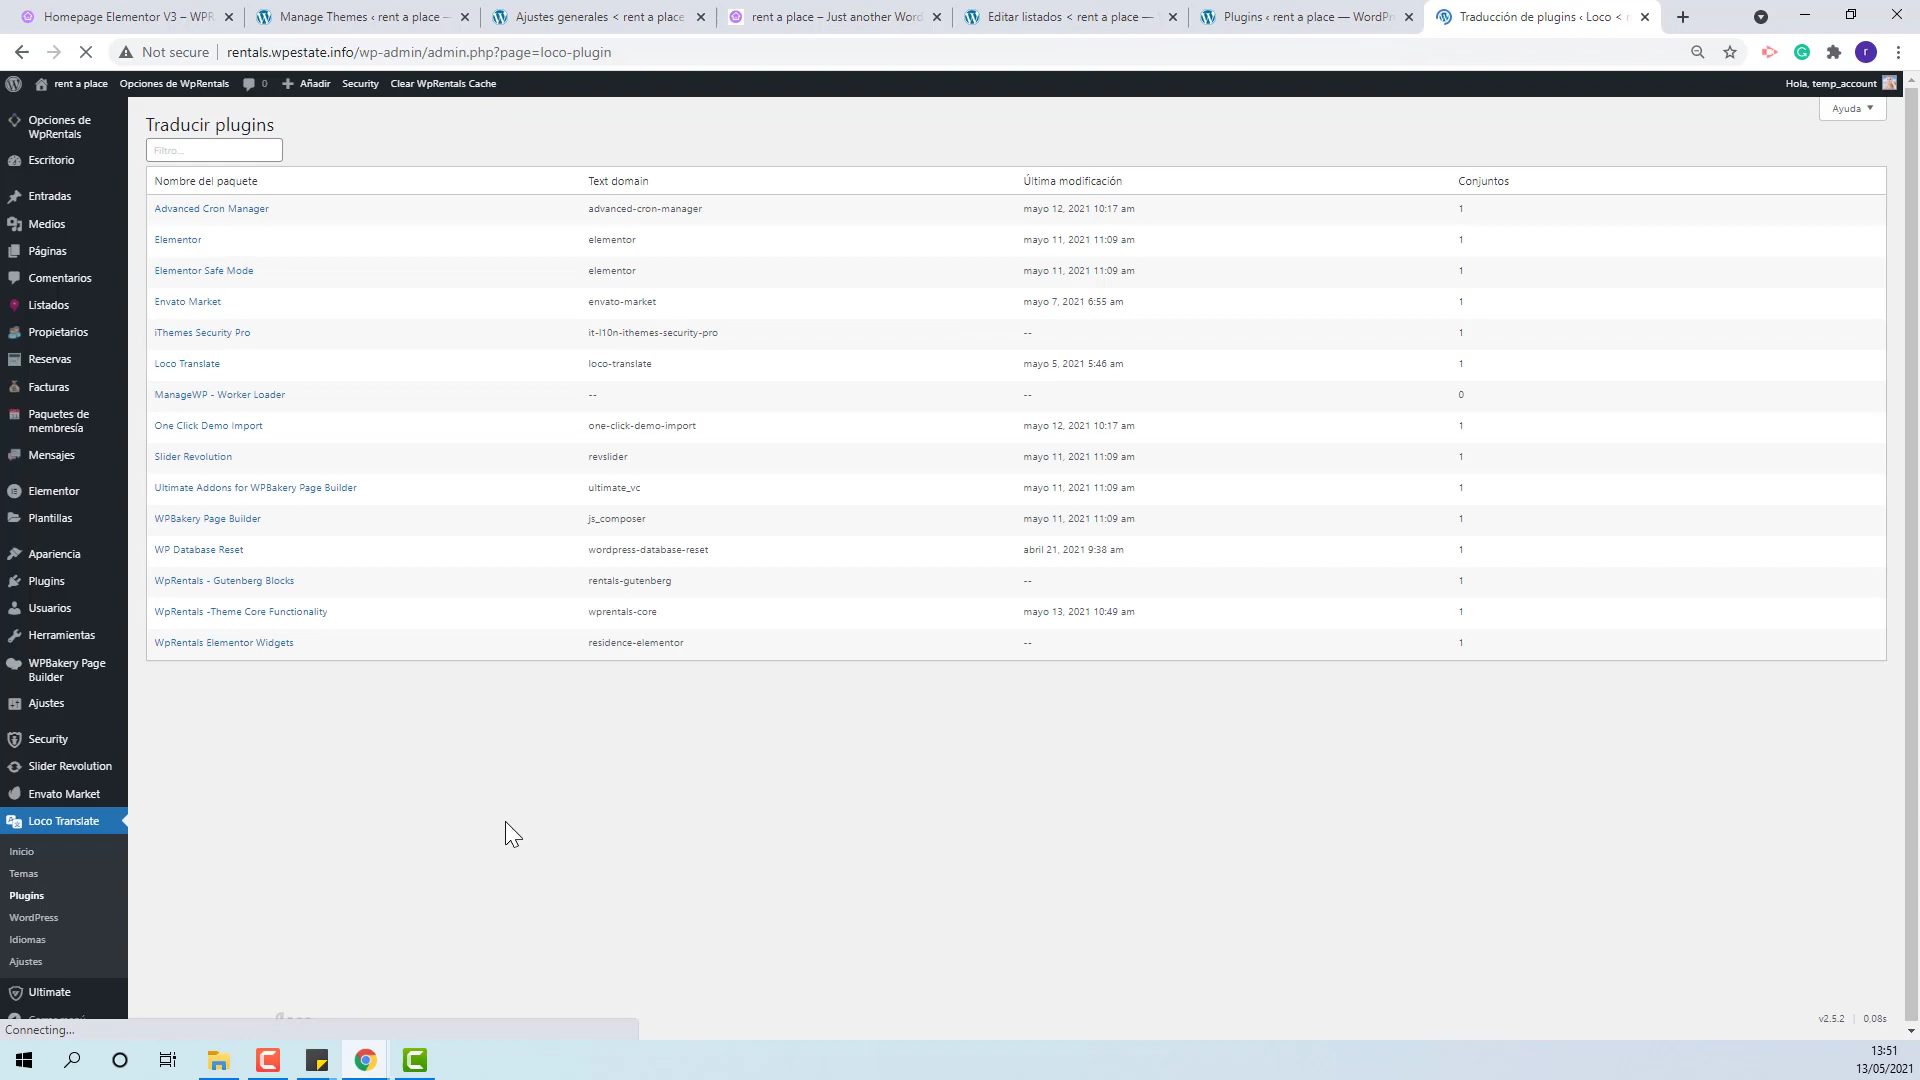 Homepage Elementor V3 – WPR
Manage Themes ‹ rent a place —
Ajustes generales < rent a place
rent a place – Just another Word
Editar listados < rent a place —
Plugins ‹ rent a place — WordPr
Traducción de plugins ‹ Loco <
Not secure
rentals.wpestate.info/wp-admin/admin.php?page=loco-plugin
r
rent a place
Opciones de WpRentals
0
Añadir
Security
Clear WpRentals Cache
Hola, temp_account
Ayuda
Opciones de
WpRentals
Escritorio
Entradas
Medios
Páginas
Comentarios
Listados
Propietarios
Reservas
Facturas
Paquetes de
membresía
Mensajes
Elementor
Plantillas
Apariencia
Plugins
Usuarios
Herramientas
WPBakery Page
Builder
Ajustes
Security
Slider Revolution
Envato Market
Loco Translate
Inicio
Temas
Plugins
WordPress
Idiomas
Ajustes
Ultimate
Traducir plugins
Filtro...
Nombre del paquete Text domain Última modificación Conjuntos
Advanced Cron Manager advanced-cron-manager mayo 12, 2021 10:17 am 1
Elementor elementor mayo 11, 2021 11:09 am 1
Elementor Safe Mode elementor mayo 11, 2021 11:09 am 1
Envato Market envato-market mayo 7, 2021 6:55 am 1
iThemes Security Pro it-l10n-ithemes-security-pro -- 1
Loco Translate loco-translate mayo 5, 2021 5:46 am 1
ManageWP - Worker Loader -- -- 0
One Click Demo Import one-click-demo-import mayo 12, 2021 10:17 am 1
Slider Revolution revslider mayo 11, 2021 11:09 am 1
Ultimate Addons for WPBakery Page Builder ultimate_vc mayo 11, 2021 11:09 am 1
WPBakery Page Builder js_composer mayo 11, 2021 11:09 am 1
WP Database Reset wordpress-database-reset abril 21, 2021 9:38 am 1
WpRentals - Gutenberg Blocks rentals-gutenberg -- 1
WpRentals -Theme Core Functionality wprentals-core mayo 13, 2021 10:49 am 1
WpRentals Elementor Widgets residence-elementor -- 1
v2.5.2 | 0,08s
Connecting...
13:51
13/05/2021